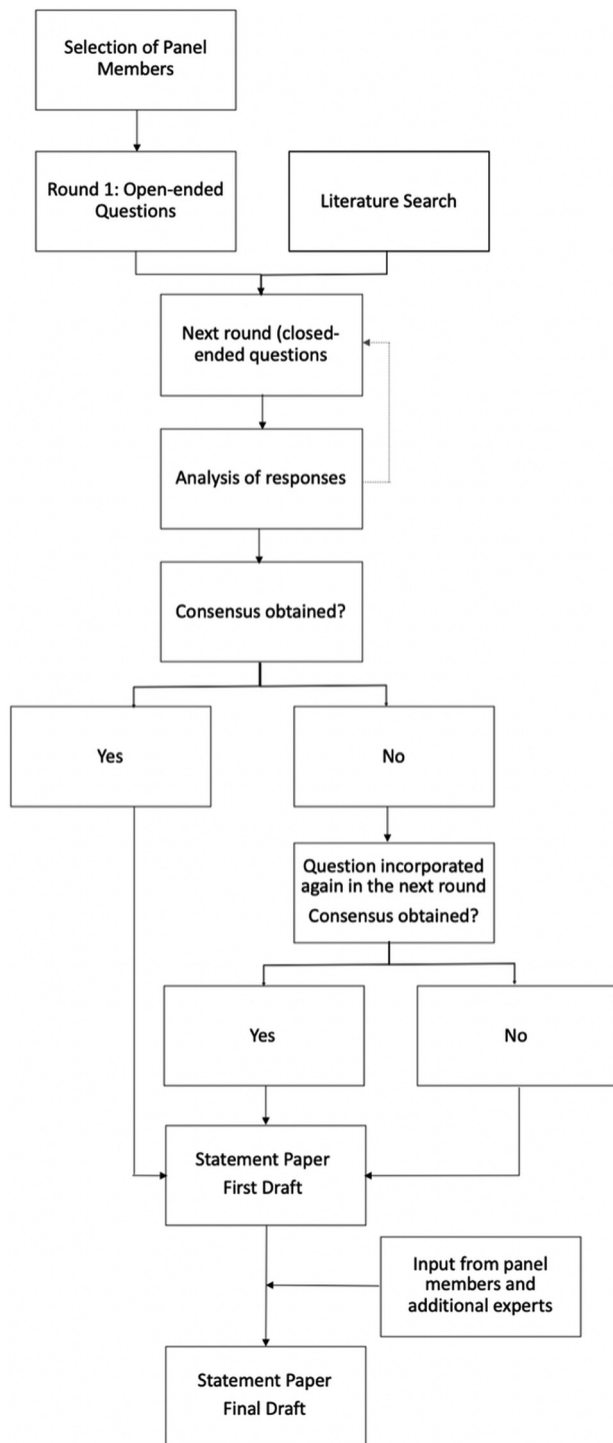 Selection of Panel
Members
Round 1: Open-ended
Questions
Literature Search
Next round (closed-
ended questions
Analysis of responses
Consensus obtained?
Yes
No
Question incorporated
again in the next round
Consensus obtained?
Yes
No
Statement Paper
First Draft
Input from panel
members and
additional experts
Statement Paper
Final Draft